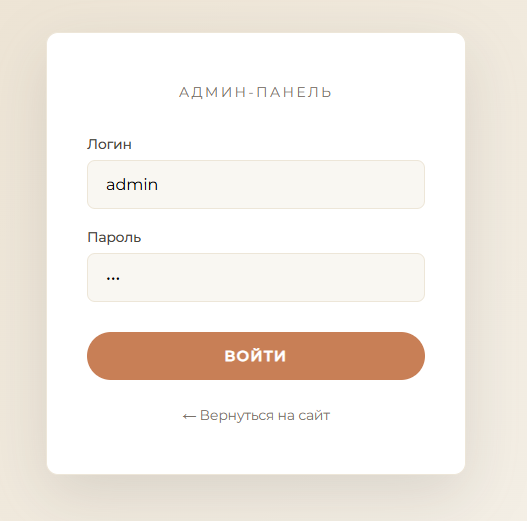 АДМИН-ПАНЕЛЬ
Логин
admin
Пароль
•••
ВОЙТИ
← Вернуться на сайт